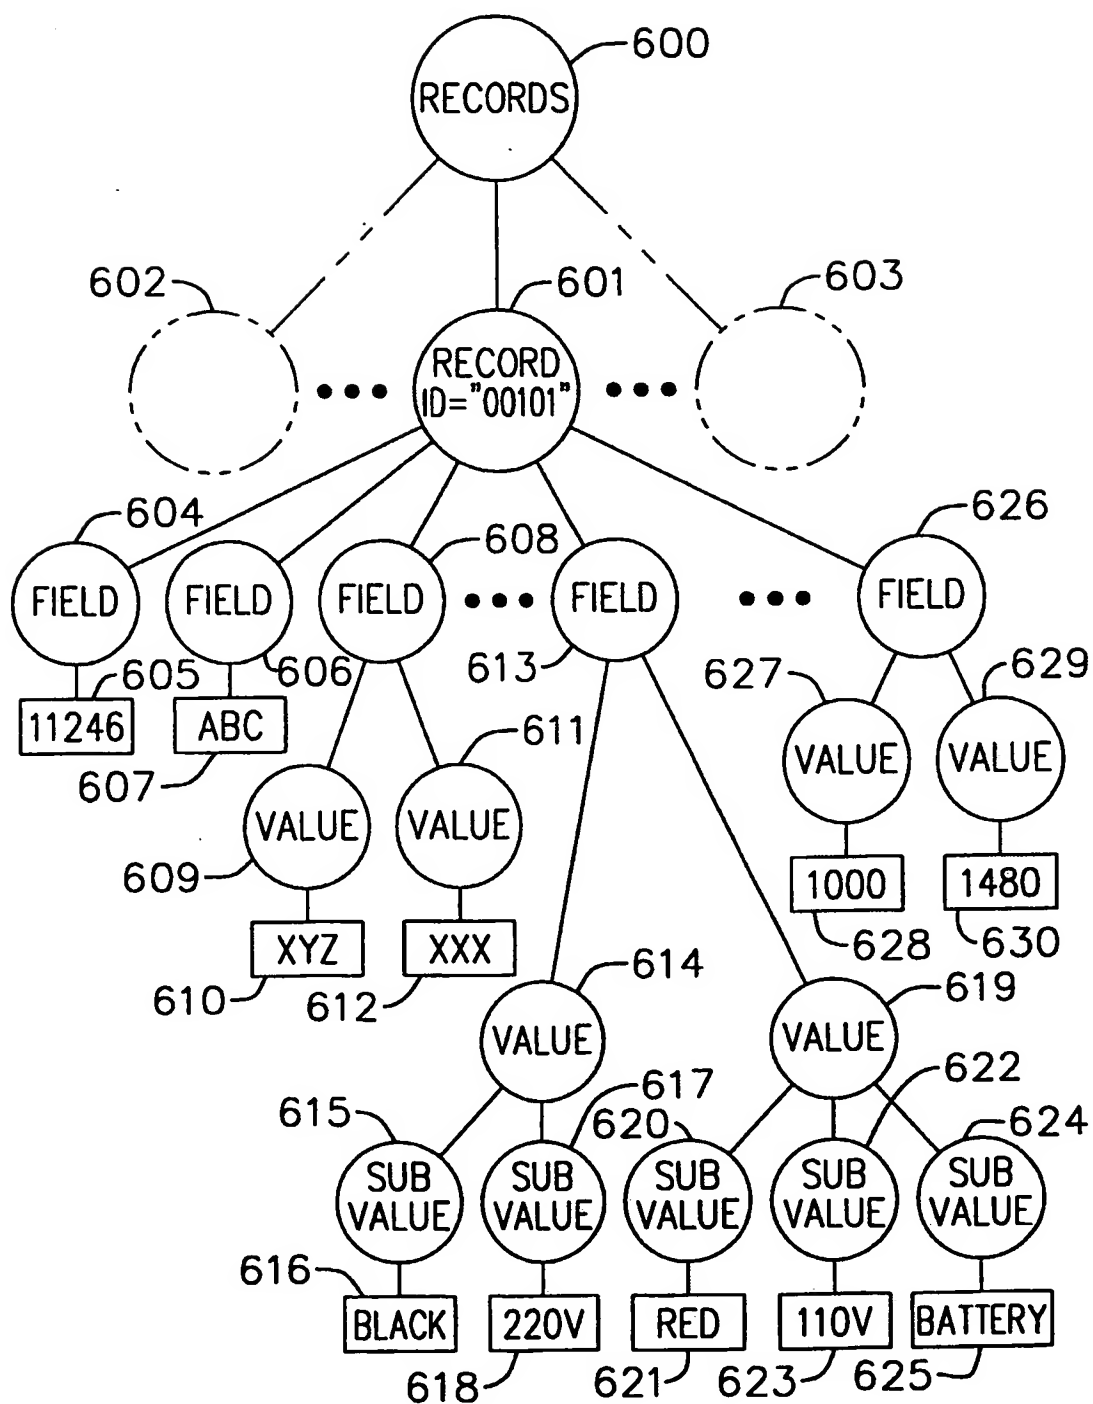 600
RECORDS
602
601
603
RECORD
ID="00101"
604
608
626
FIELD
FIELD
FIELD
FIELD
FIELD
605
606
613
627
629
11246
ABC
607
611
VALUE
VALUE
VALUE
VALUE
609
1000
1480
628
630
XYZ
XXX
610
612
614
619
VALUE
VALUE
615
617
620
622
624
SUB
VALUE
SUB
VALUE
SUB
VALUE
SUB
VALUE
SUB
VALUE
616
BLACK
220V
RED
110V
BATTERY
618
621
623
625